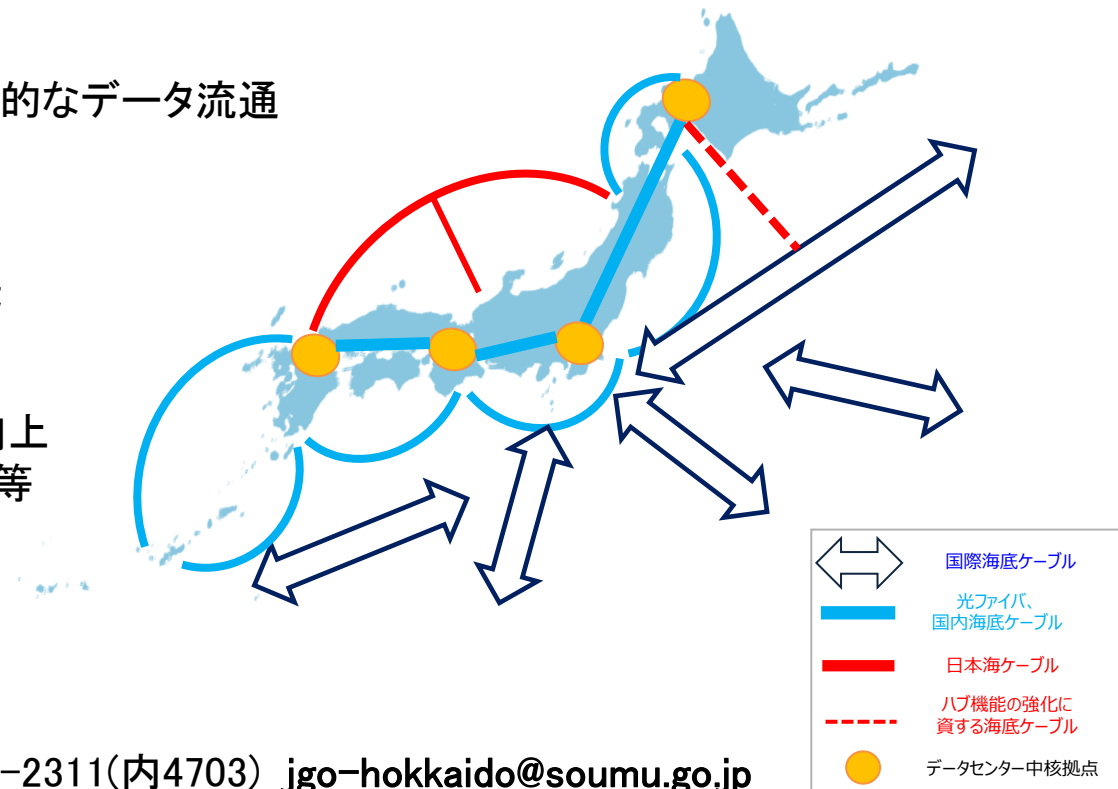 的なデータ流通
上
等
国際海底ケーブル
光ファイバ、
国内海底ケーブル
日本海ケーブル
ハブ機能の強化に
資する海底ケーブル
データセンター中核拠点
-2311(内4703) jgo-hokkaido@soumu.go.jp